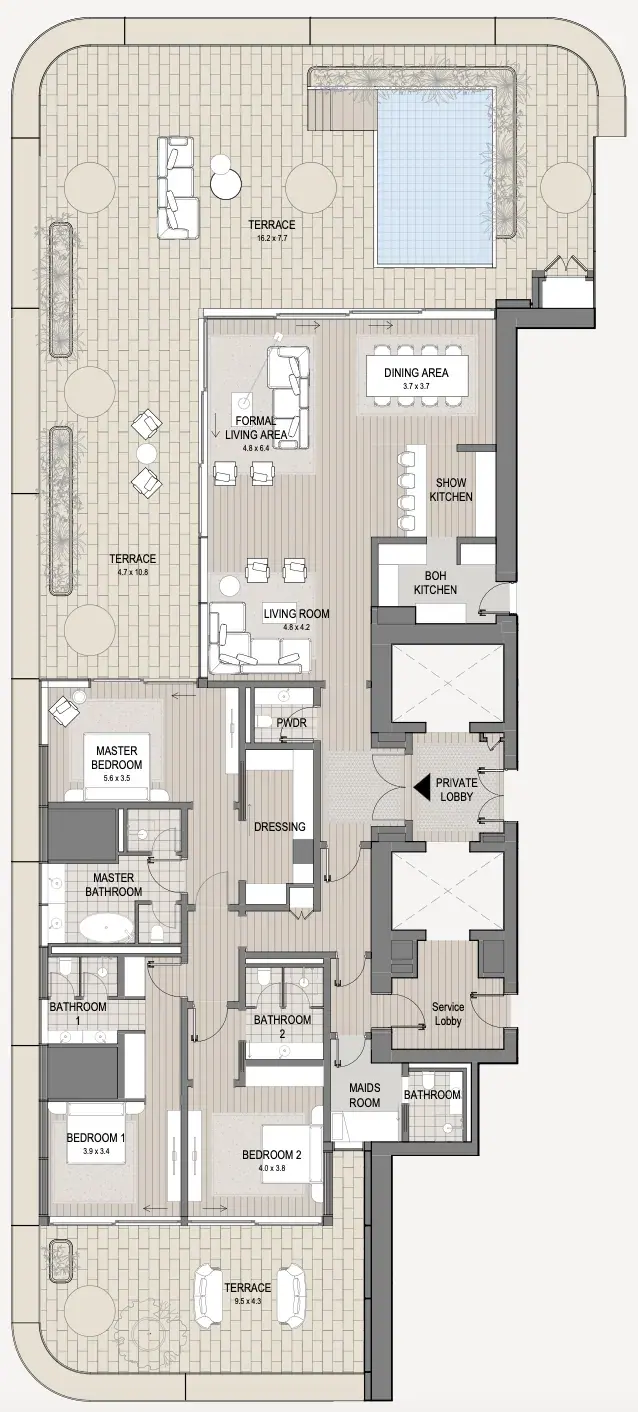 TERRACE
16.2 x 7.7
DINING AREA
3.7 x 3.7
FORMAL
LIVING AREA
4.8 x 6.4
SHOW
KITCHEN
TERRACE
4.7 x 10.8
BOH
KITCHEN
LIVING ROOM
4.8 x 4.2
PWDR
MASTER
BEDROOM
5.6 x 3.5
PRIVATE
LOBBY
DRESSING
MASTER
BATHROOM
BATHROOM
1
BATHROOM
2
Service
Lobby
MAIDS
ROOM
BATHROOM
BEDROOM 1
3.9 x 3.4
BEDROOM 2
4.0 x 3.8
TERRACE
9.5 x 4.3